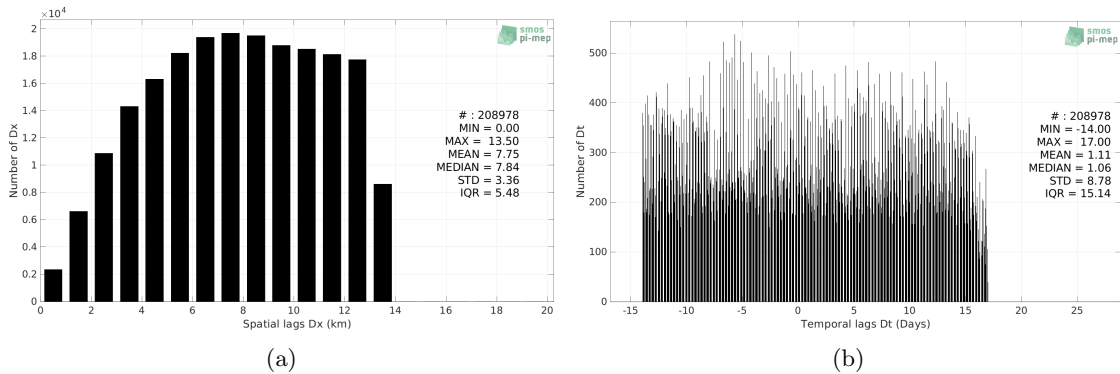 ×10⁴
2
1.8
1.6
1.4
1.2
1
0.8
0.6
0.4
0.2
0
Number of Dx
0 2 4 6 8 10 12 14 16 18 20
Spatial lags Dx (km)
smos
pi-mep
# : 208978
MIN = 0.00
MAX = 13.50
MEAN = 7.75
MEDIAN = 7.84
STD = 3.36
IQR = 5.48
(a)
500
400
300
200
100
0
Number of Dt
-15 -10 -5 0 5 10 15 20 25
Temporal lags Dt (Days)
smos
pi-mep
# : 208978
MIN = -14.00
MAX = 17.00
MEAN = 1.11
MEDIAN = 1.06
STD = 8.78
IQR = 15.14
(b)